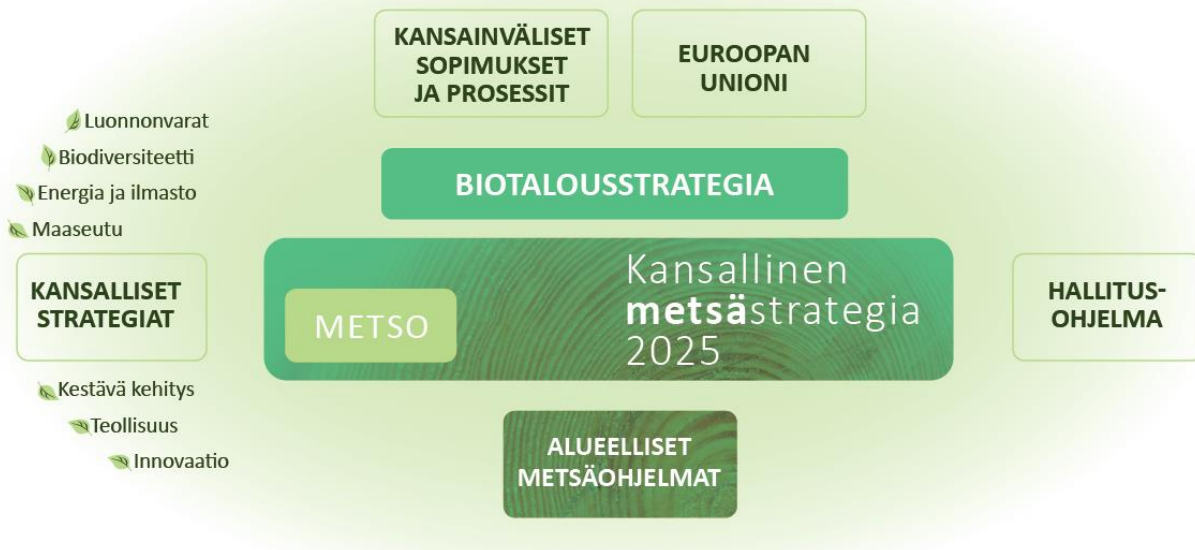 KANSAINVÄLISET
SOPIMUKSET
JA PROSESSIT
EUROOPAN
UNIONI
Luonnonvarat
Biodiversiteetti
Energia ja ilmasto
Maaseutu
BIOTALOUSSTRATEGIA
KANSALLISET
STRATEGIAT
METSO
Kansallinen
metsästrategia
2025
HALLITUS-
OHJELMA
Kestävä kehitys
Teollisuus
Innovaatio
ALUEELLISET
METSÄOHJELMAT